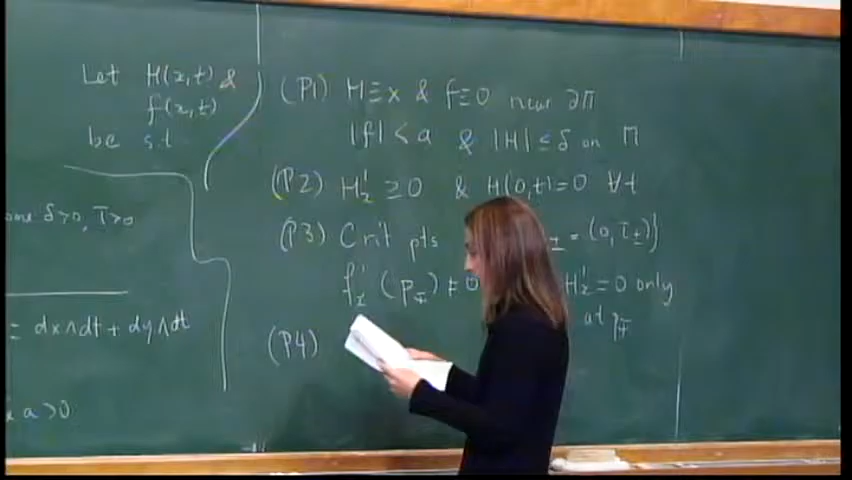 Let H(x,t) &
f(x,t)
be s.t
δ>0, T>0
= dx∧dt + dy∧dt
a>0
(P1) H≡x & f≡0 near ∂Π
|f| < a & |H| ≤ δ on Π
(P2) H'ₓ ≥ 0 & H(0,t)=0 ∀t
(P3) Crit pts = (0,T±)}
f'ₓ (p±) ≠ 0 H'ₓ=0 only
at p±
(P4)